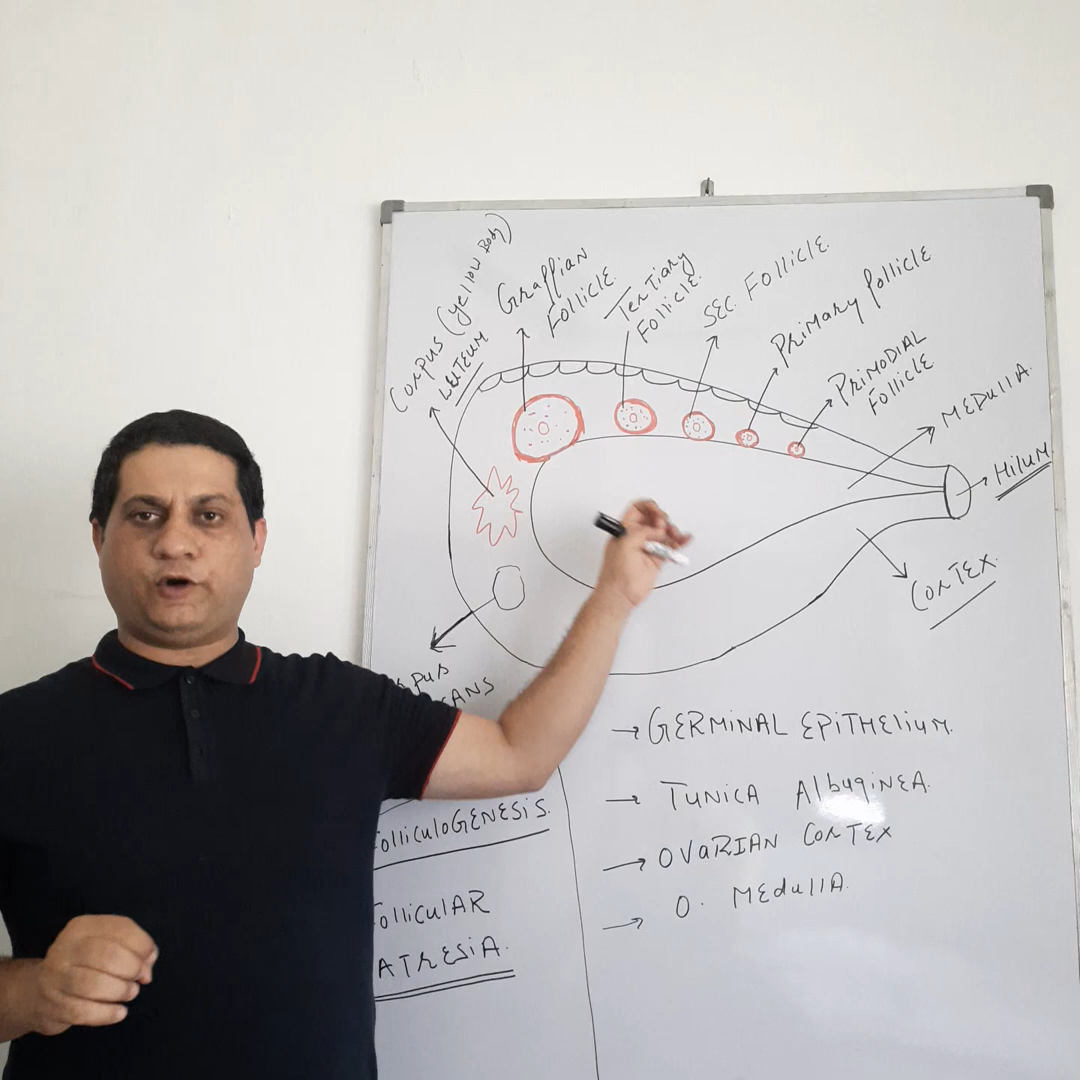 CORPUS (YELLOW BODY)
LEUTEUM
GRAFFIAN
FOLLICLE
TERTIARY
FOLLICLE.
SEC. FOLLICLE.
PRIMARY FOLLICLE
PRIMODIAL
FOLLICLE
MEDULLA.
HILUM
CORTEX.
→ GERMINAL EPITHELIUM.
→ TUNICA AlbuginEA.
→ OVARIAN CORTEX
→ O. MEdullA.
FOLLICULOGENESIS.
FOLLICULAR
ATRESIA.